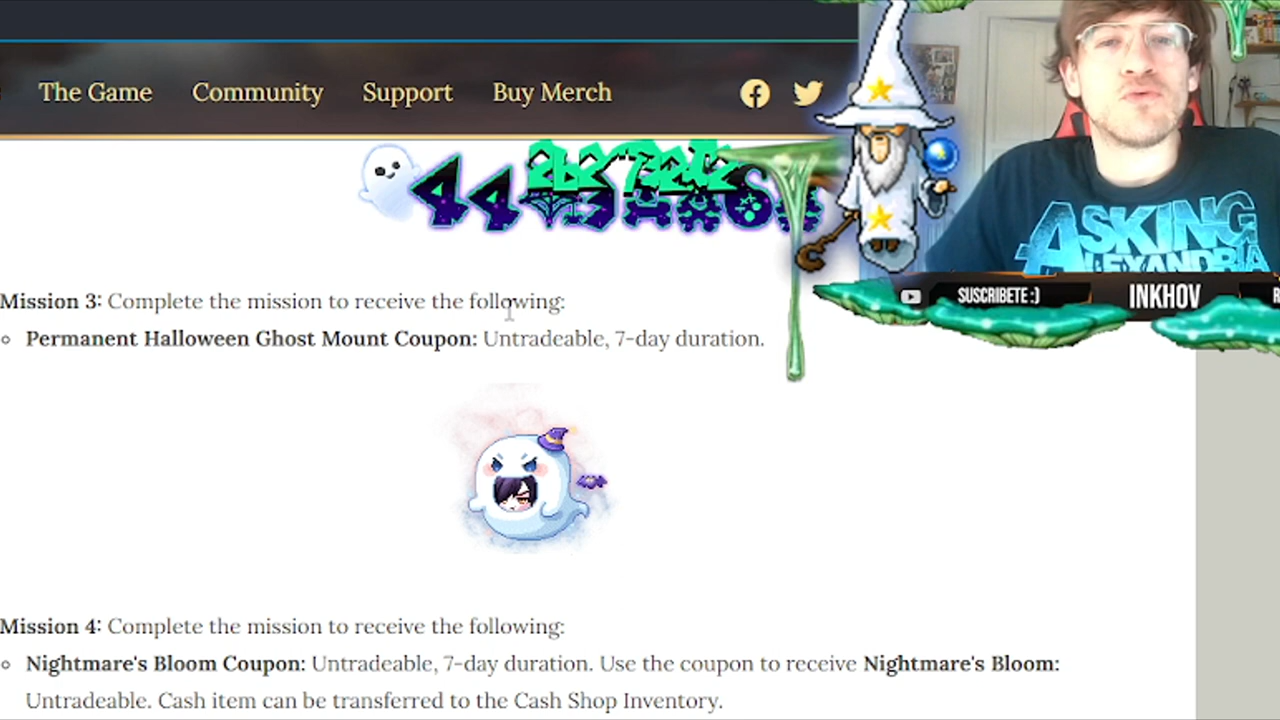 The Game
Community
Support
Buy Merch
Mission 3: Complete the mission to receive the following:
Permanent Halloween Ghost Mount Coupon: Untradeable, 7-day duration.
ASKING
ALEXANDRIA
SUSCRIBETE :)
INKHOV
Mission 4: Complete the mission to receive the following:
Nightmare's Bloom Coupon: Untradeable, 7-day duration. Use the coupon to receive Nightmare's Bloom:
Untradeable. Cash item can be transferred to the Cash Shop Inventory.